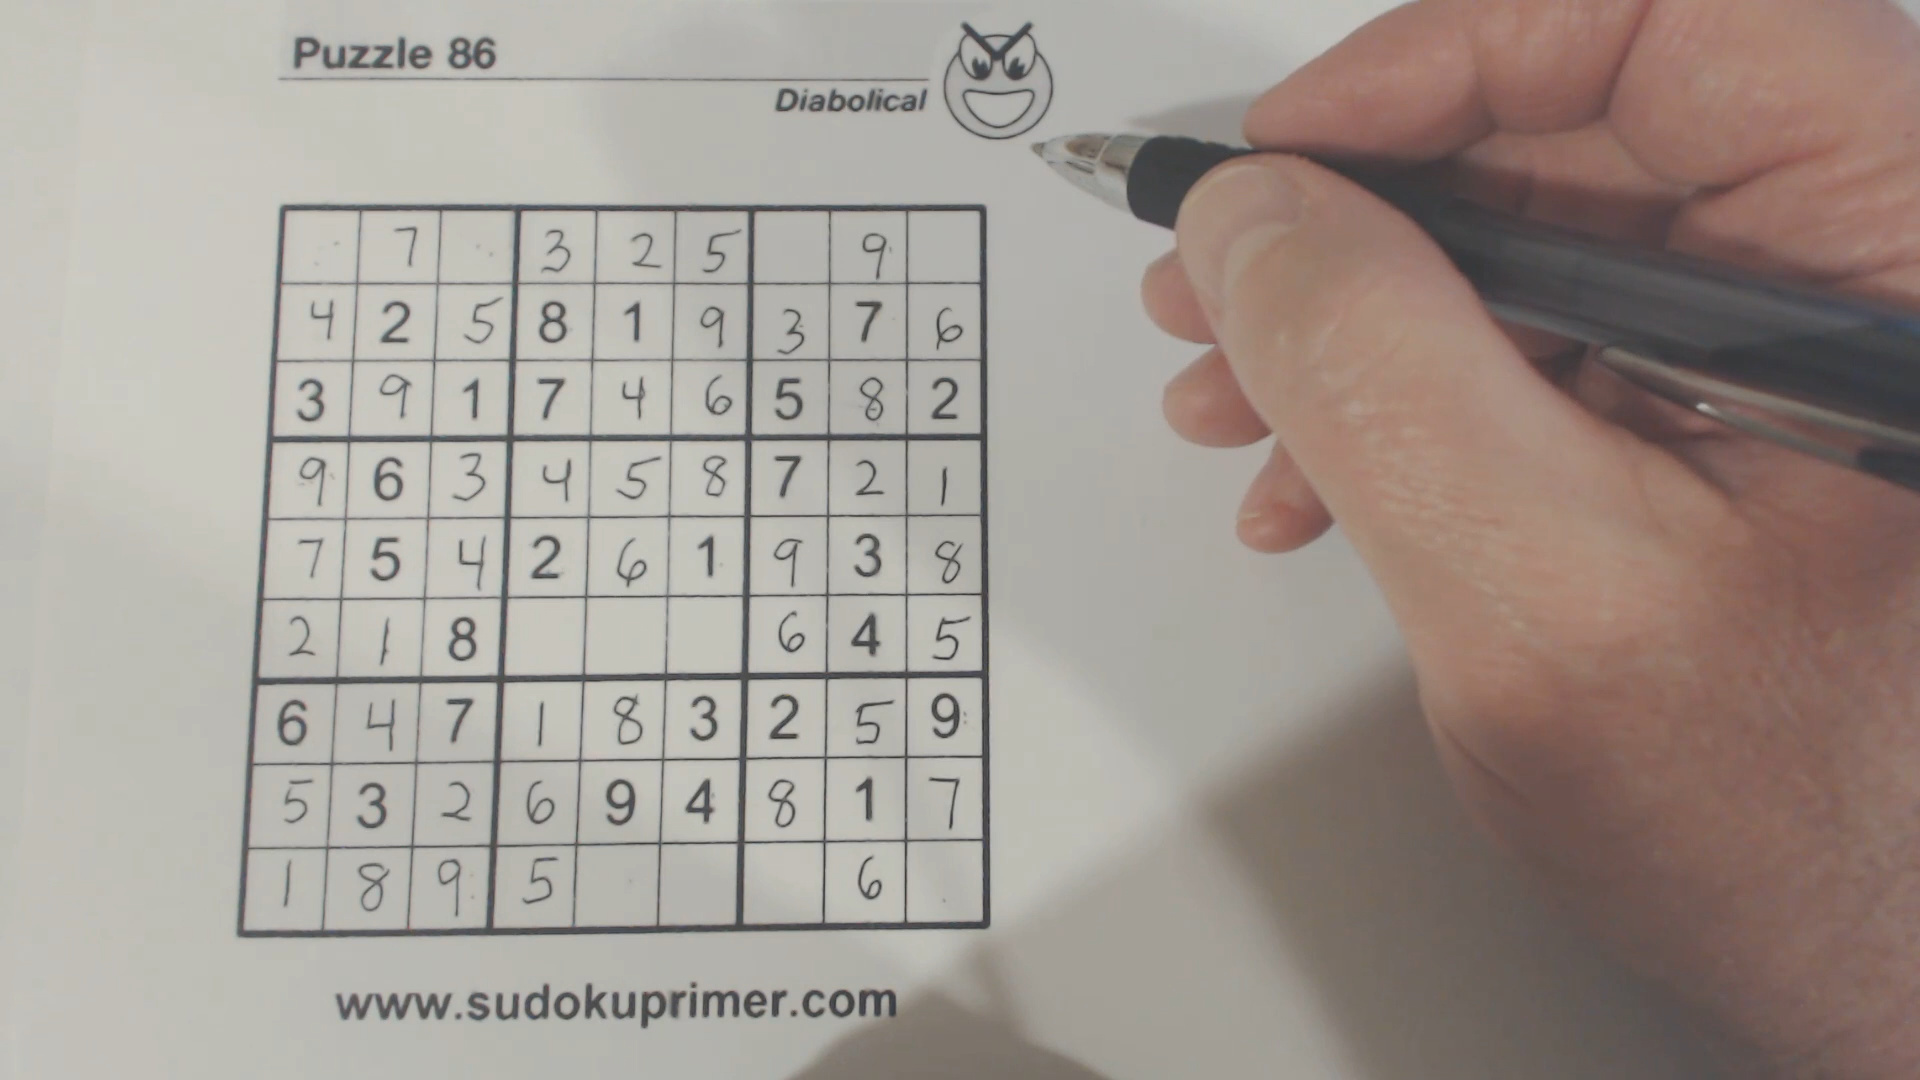 Puzzle 86
Diabolical
7 3 2 5 9
4 2 5 8 1 9 3 7 6
3 9 1 7 4 6 5 8 2
9 6 3 4 5 8 7 2 1
7 5 4 2 6 1 9 3 8
2 1 8 6 4 5
6 4 7 1 8 3 2 5 9
5 3 2 6 9 4 8 1 7
1 8 9 5 6
www.sudokuprimer.com